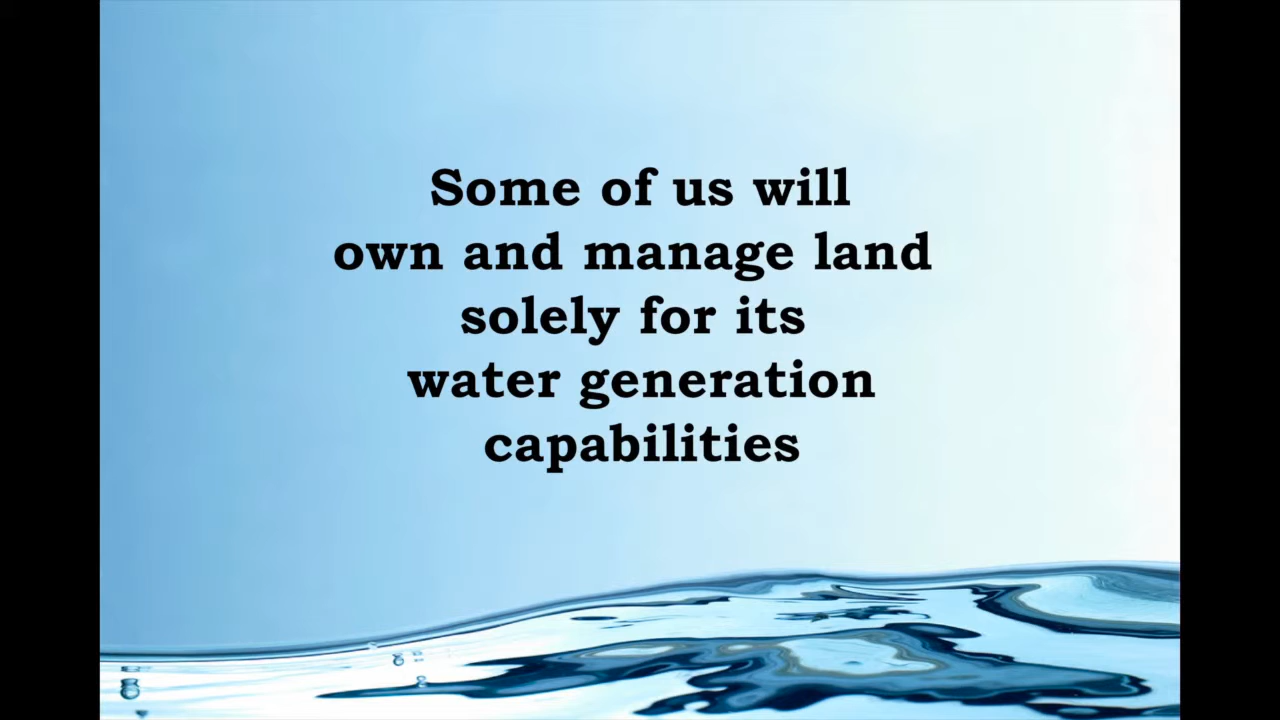 Some of us will
own and manage land
solely for its
water generation
capabilities